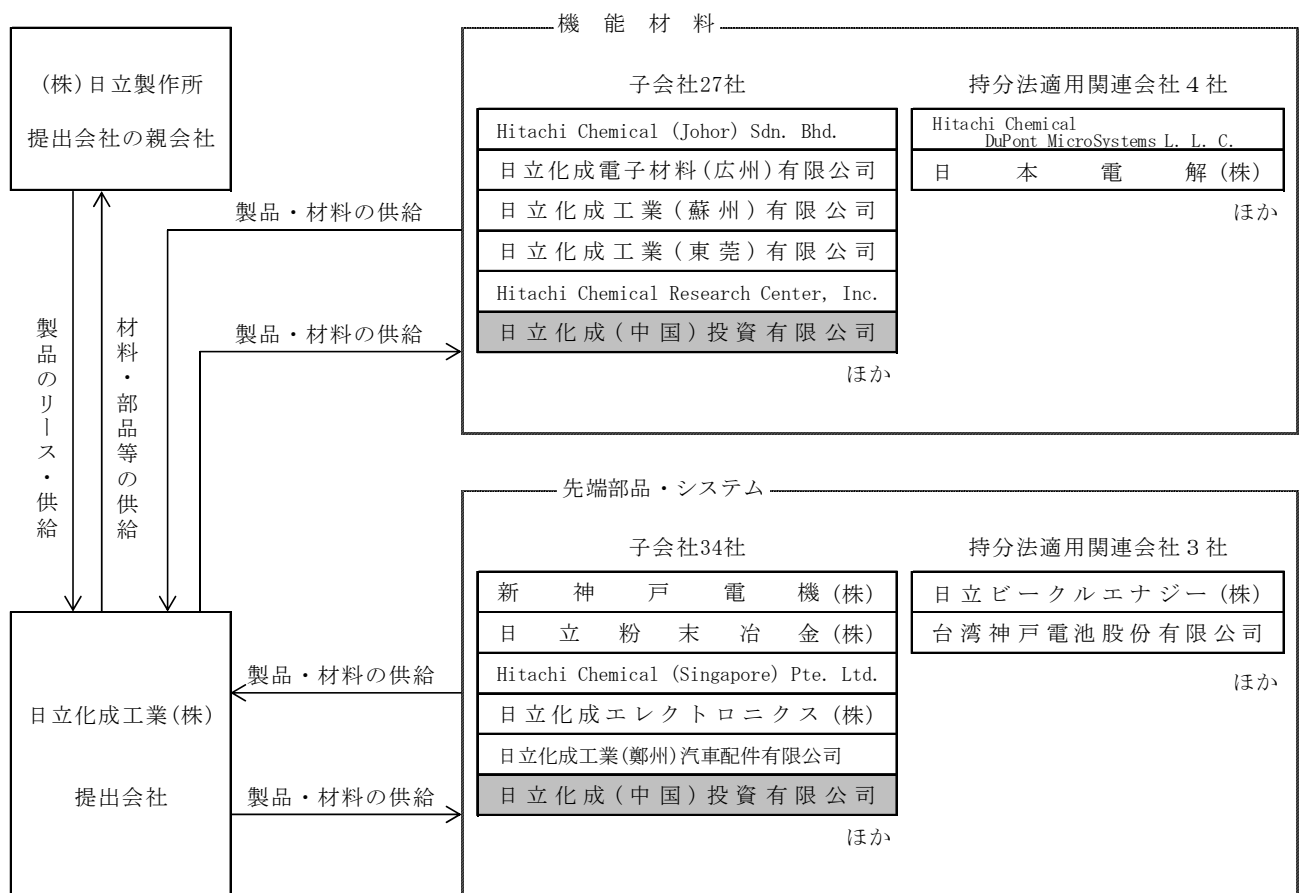 (株)日立製作所
提出会社の親会社
製品のリース・供給
材料・部品等の供給
製品・材料の供給
製品・材料の供給
機能材料
子会社27社
Hitachi Chemical (Johor) Sdn. Bhd.
日立化成電子材料(広州)有限公司
日立化成工業(蘇州)有限公司
日立化成工業(東莞)有限公司
Hitachi Chemical Research Center, Inc.
日立化成(中国)投資有限公司
ほか
持分法適用関連会社4社
Hitachi Chemical
DuPont MicroSystems L. L. C.
日本電解(株)
ほか
日立化成工業(株)
提出会社
製品・材料の供給
製品・材料の供給
先端部品・システム
子会社34社
新神戸電機(株)
日立粉末冶金(株)
Hitachi Chemical (Singapore) Pte. Ltd.
日立化成エレクトロニクス(株)
日立化成工業(鄭州)汽車配件有限公司
日立化成(中国)投資有限公司
ほか
持分法適用関連会社3社
日立ビークルエナジー(株)
台湾神戸電池股份有限公司
ほか